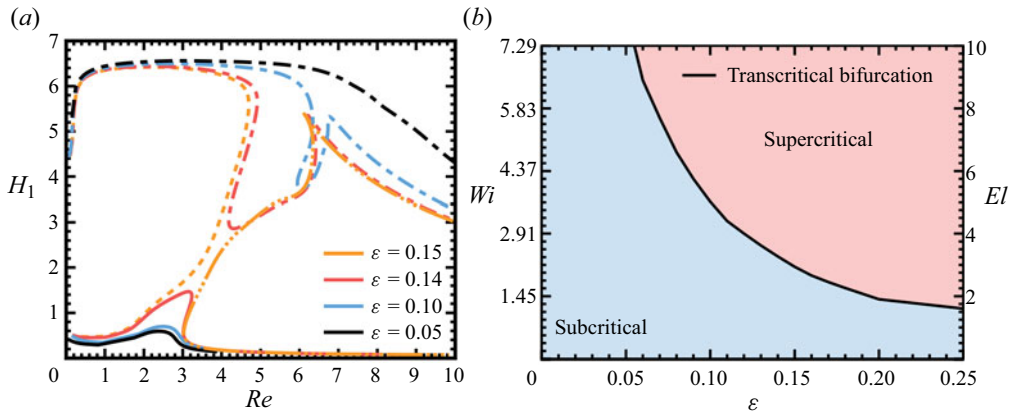 (a)
7
6
5
4
3
2
1
0
H₁
1 2 3 4 5 6 7 8 9 10
Re
ε = 0.15
ε = 0.14
ε = 0.10
ε = 0.05
(b)
7.29
5.83
4.37
2.91
1.45
Wi
0 0.05 0.10 0.15 0.20 0.25
ε
10
8
6
4
2
El
Transcritical bifurcation
Supercritical
Subcritical